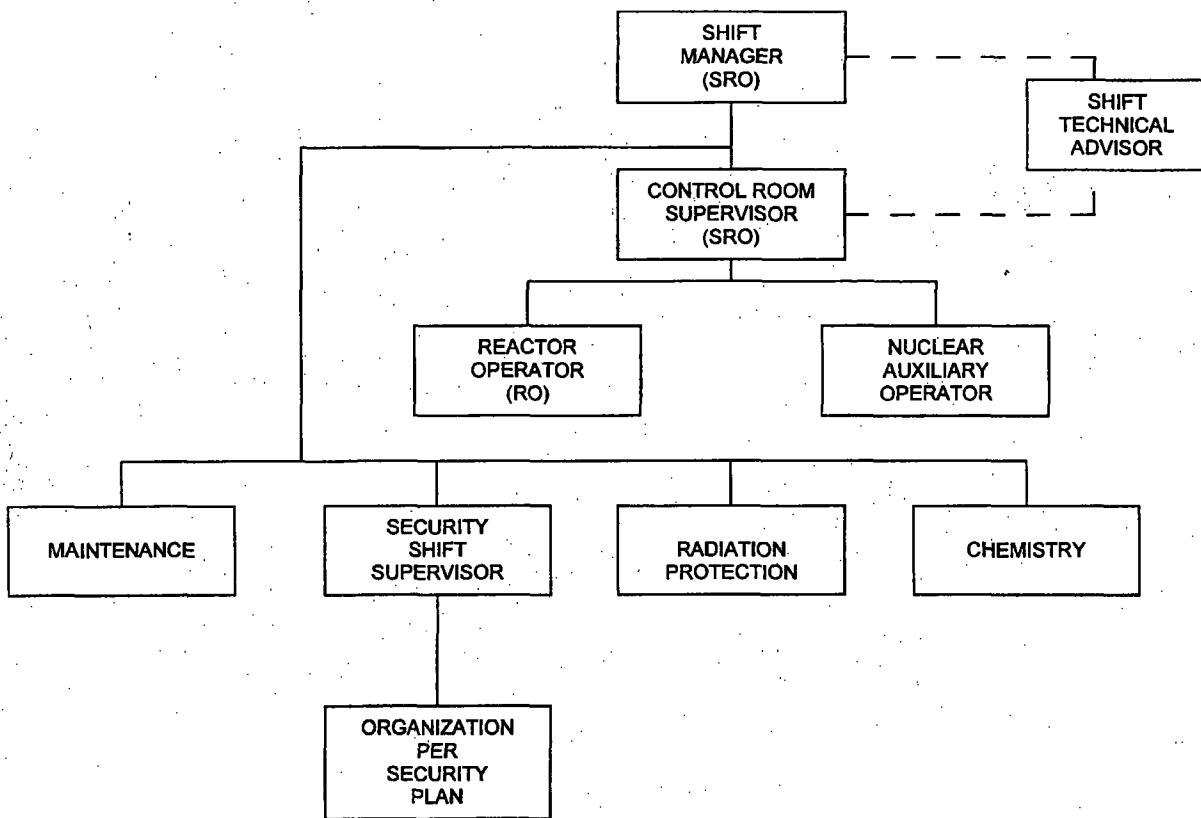 SHIFT
MANAGER
(SRO)
SHIFT
TECHNICAL
ADVISOR
CONTROL ROOM
SUPERVISOR
(SRO)
REACTOR
OPERATOR
(RO)
NUCLEAR
AUXILIARY
OPERATOR
MAINTENANCE
SECURITY
SHIFT
SUPERVISOR
RADIATION
PROTECTION
CHEMISTRY
ORGANIZATION
PER
SECURITY
PLAN